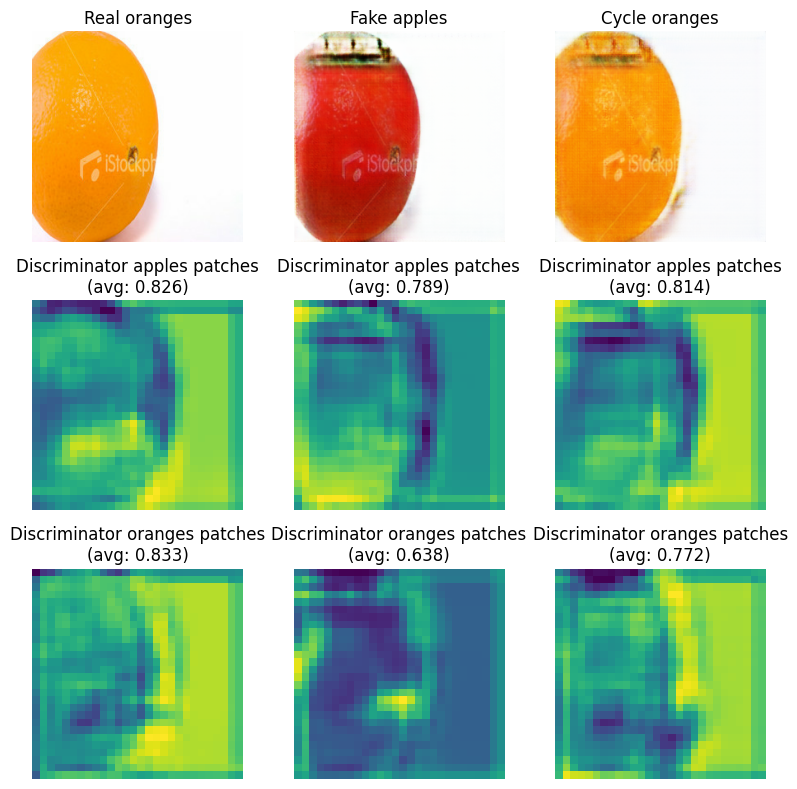 Real oranges
Fake apples
Cycle oranges
iStockph
iStockph
iStockph
Discriminator apples patches
(avg: 0.826)
Discriminator apples patches
(avg: 0.789)
Discriminator apples patches
(avg: 0.814)
Discriminator oranges patches
(avg: 0.833)
Discriminator oranges patches
(avg: 0.638)
Discriminator oranges patches
(avg: 0.772)